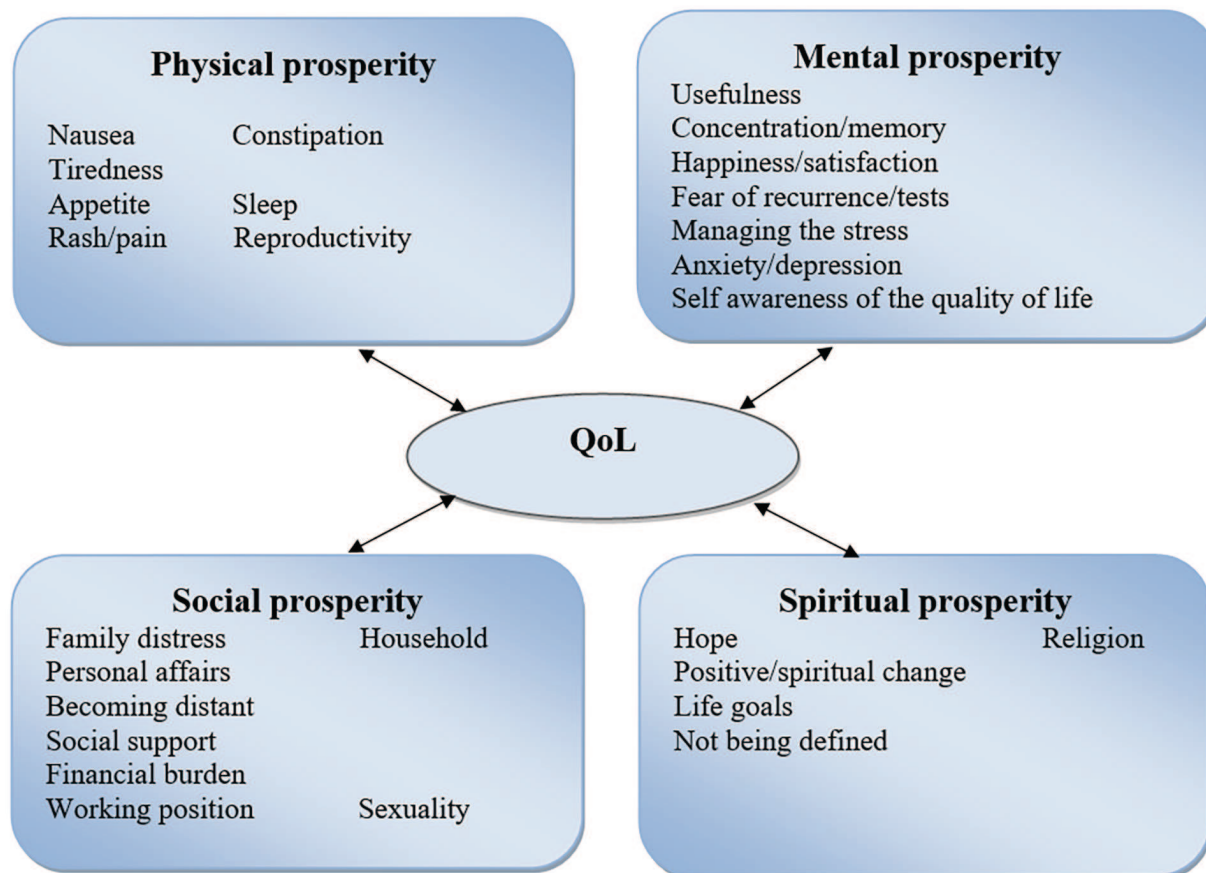 Physical prosperity
Nausea Constipation
Tiredness
Appetite Sleep
Rash/pain Reproductivity
Mental prosperity
Usefulness
Concentration/memory
Happiness/satisfaction
Fear of recurrence/tests
Managing the stress
Anxiety/depression
Self awareness of the quality of life
QoL
Social prosperity
Family distress Household
Personal affairs
Becoming distant
Social support
Financial burden
Working position Sexuality
Spiritual prosperity
Hope Religion
Positive/spiritual change
Life goals
Not being defined